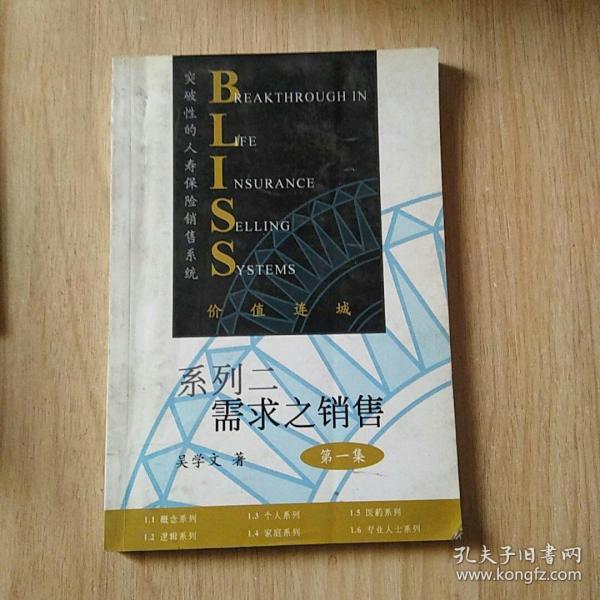 突破性的人寿保险销售系统
BREAKTHROUGH IN
LIFE
INSURANCE
SELLING
SYSTEMS
价值连城
系列二
需求之销售
吴学文 著
第一集
1.1 概念系列
1.2 逻辑系列
1.3 个人系列
1.4 家庭系列
1.5 医药系列
1.6 专业人士系列
孔夫子旧书网
www.kongfz.com